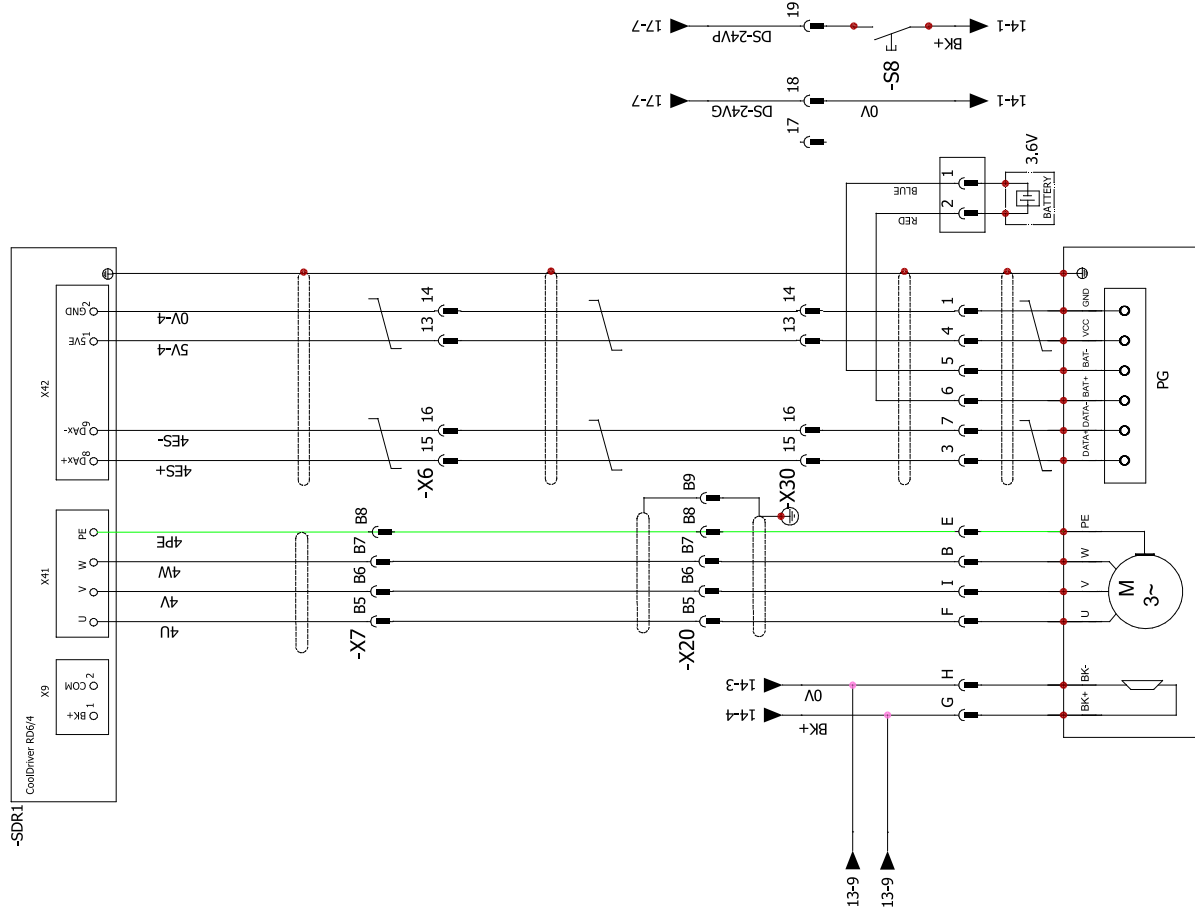 17-7
DS-24VP
19
-S8
BK+
14-1
17-7
DS-24VG
18
0V
14-1
17
3.6V
BATTERY
1
BLUE
2
RED
-SDR1
CoolDriver RD6/4
X42
GND 2
5VE 1
DAx- 9
DAx+ 8
0V-4
5V-4
4ES-
4ES+
14
13
16
15
-X6
14
13
16
15
-X30
1
4
5
6
7
3
GND
VCC
BAT-
BAT+
DATA-
DATA+
PG
X41
PE
W
V
U
4PE
4W
4V
4U
B8
B7
B6
B5
-X7
B9
B8
B7
B6
B5
-X20
E
B
I
F
PE
W
V
U
M
3~
X9
COM 2
BK+ 1
14-3
0V
14-4
BK+
H
G
BK-
BK+
13-9
13-9